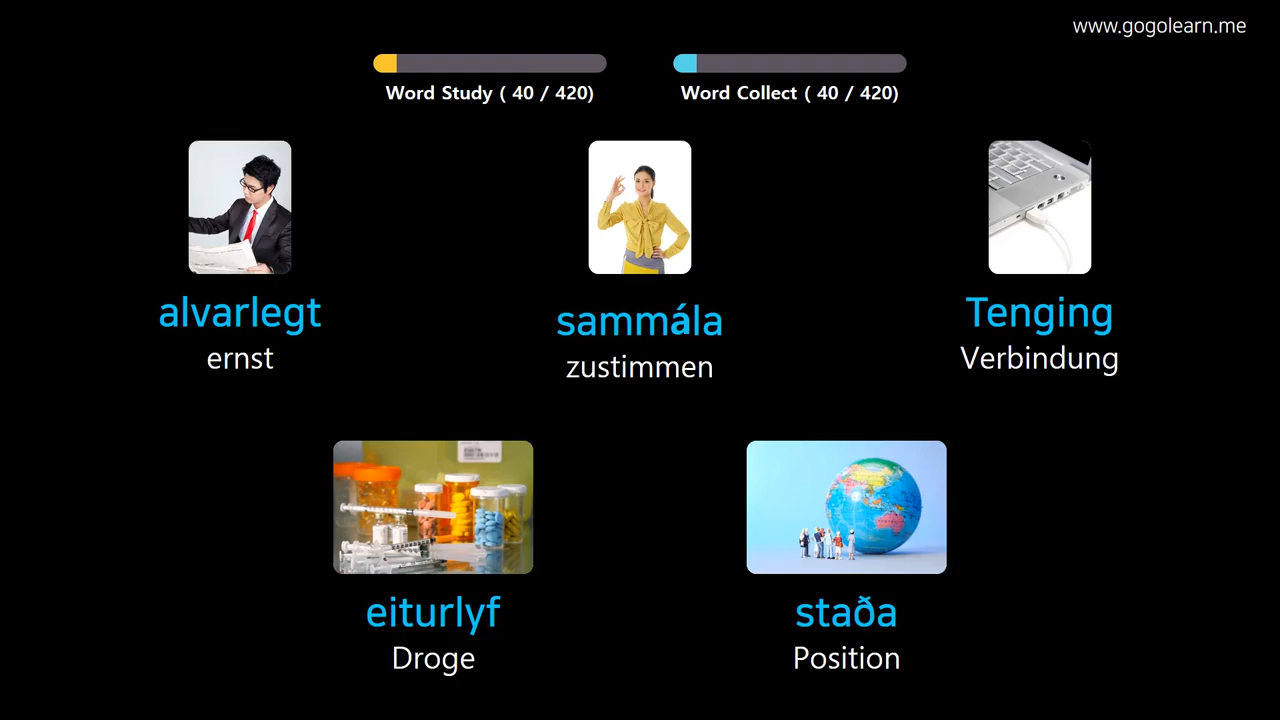 www.gogolearn.me
Word Study ( 40 / 420)
Word Collect ( 40 / 420)
alvarlegt
ernst
sammála
zustimmen
Tenging
Verbindung
eiturlyf
Droge
staða
Position